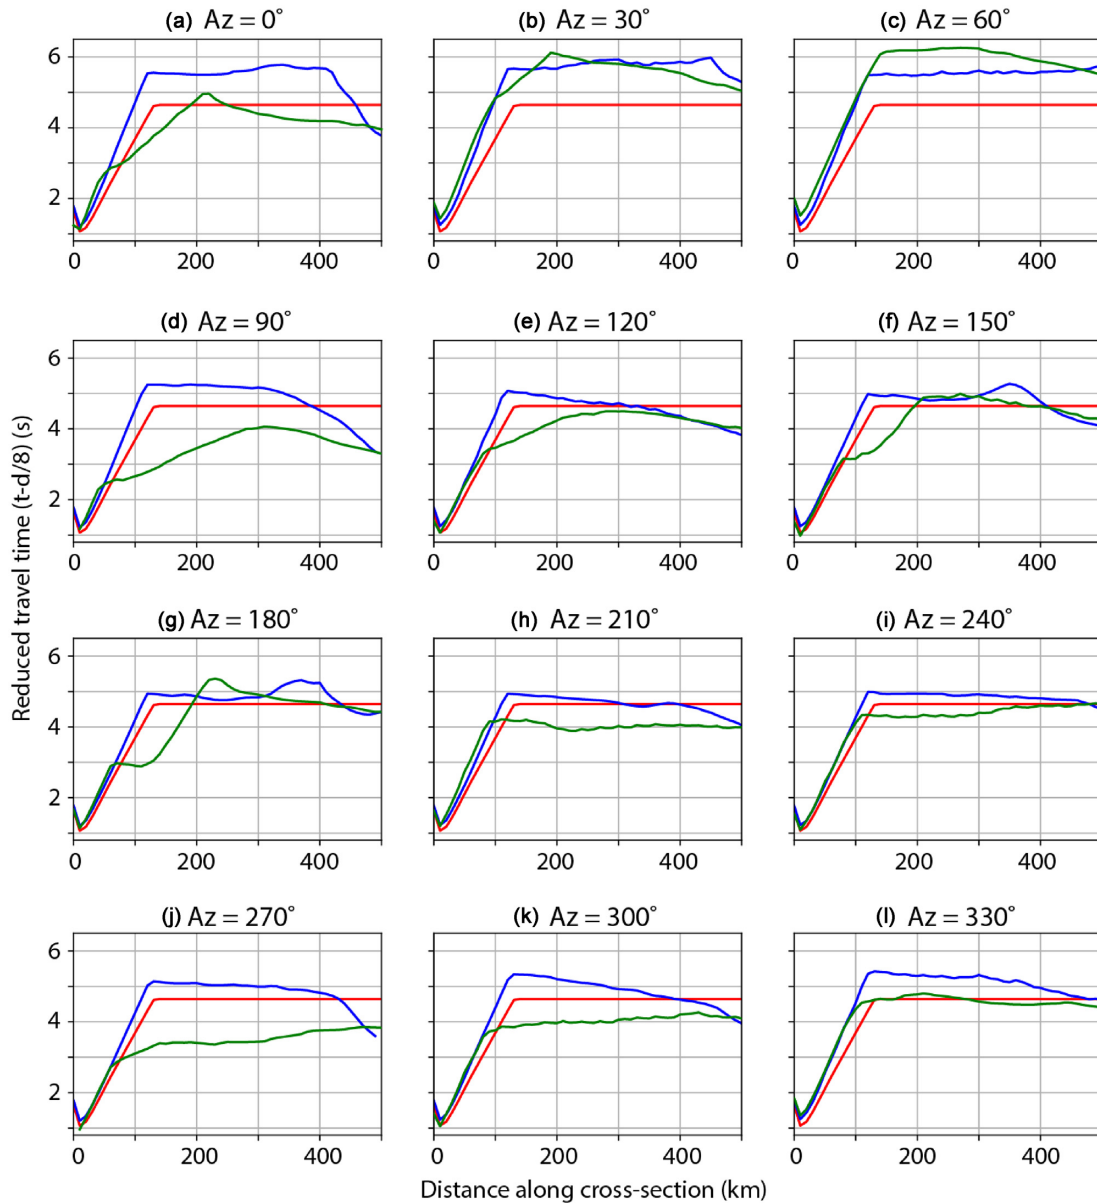 (a) Az = 0°
(b) Az = 30°
(c) Az = 60°
6
4
2
0 200 400
0 200 400
0 200 400
(d) Az = 90°
(e) Az = 120°
(f) Az = 150°
6
4
2
0 200 400
0 200 400
0 200 400
(g) Az = 180°
(h) Az = 210°
(i) Az = 240°
6
4
2
0 200 400
0 200 400
0 200 400
(j) Az = 270°
(k) Az = 300°
(l) Az = 330°
6
4
2
0 200 400
0 200 400
0 200 400
Reduced travel time (t-d/8) (s)
Distance along cross-section (km)